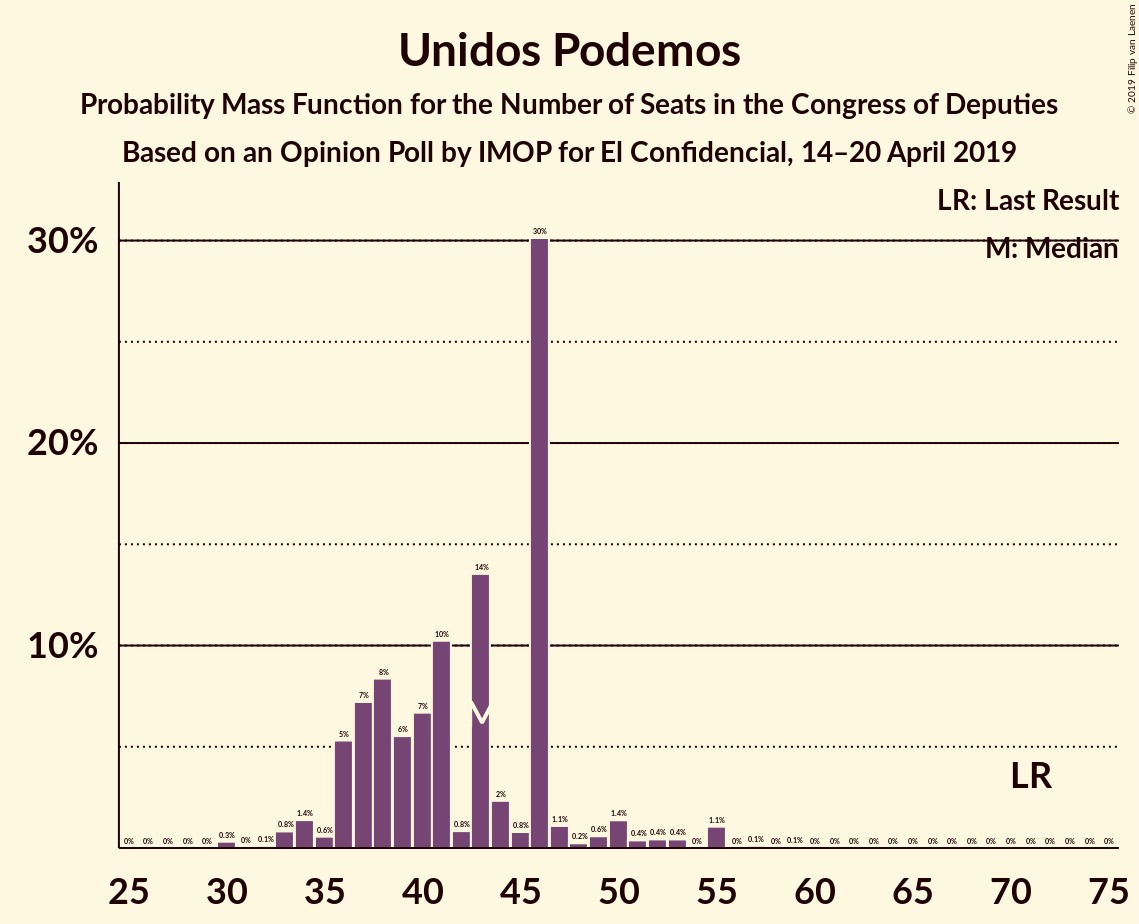 © 2019 Filip van Laenen
Unidos Podemos
Probability Mass Function for the Number of Seats in the Congress of Deputies
Based on an Opinion Poll by IMOP for El Confidencial, 14–20 April 2019
LR: Last Result
M: Median
30%
20%
10%
0% 0% 0% 0% 0% 0.3% 0% 0.1% 0.8% 1.4% 0.6% 5% 7% 8% 6% 7% 10% 0.8% 14% 2% 0.8% 30% 1.1% 0.2% 0.6% 1.4% 0.4% 0.4% 0.4% 0% 1.1% 0% 0.1% 0% 0.1% 0% 0% 0% 0% 0% 0% 0% 0% 0% 0% 0% 0% 0% 0% 0% 0%
M
LR
25 30 35 40 45 50 55 60 65 70 75